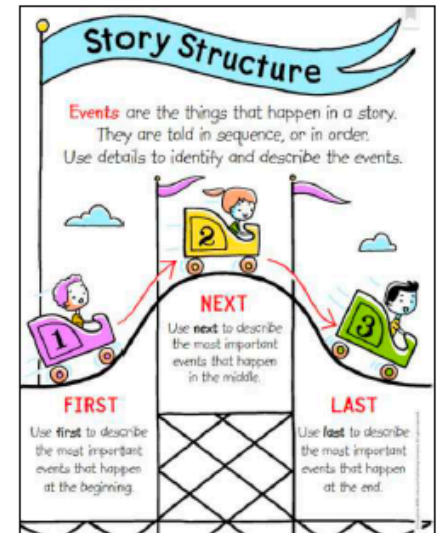 Story Structure
Events are the things that happen in a story.
They are told in sequence, or in order.
Use details to identify and describe the events.
2
1
3
NEXT
Use next to describe
the most important
events that happen
in the middle.
FIRST
Use first to describe
the most important
events that happen
at the beginning.
LAST
Use last to describe
the most important
events that happen
at the end.